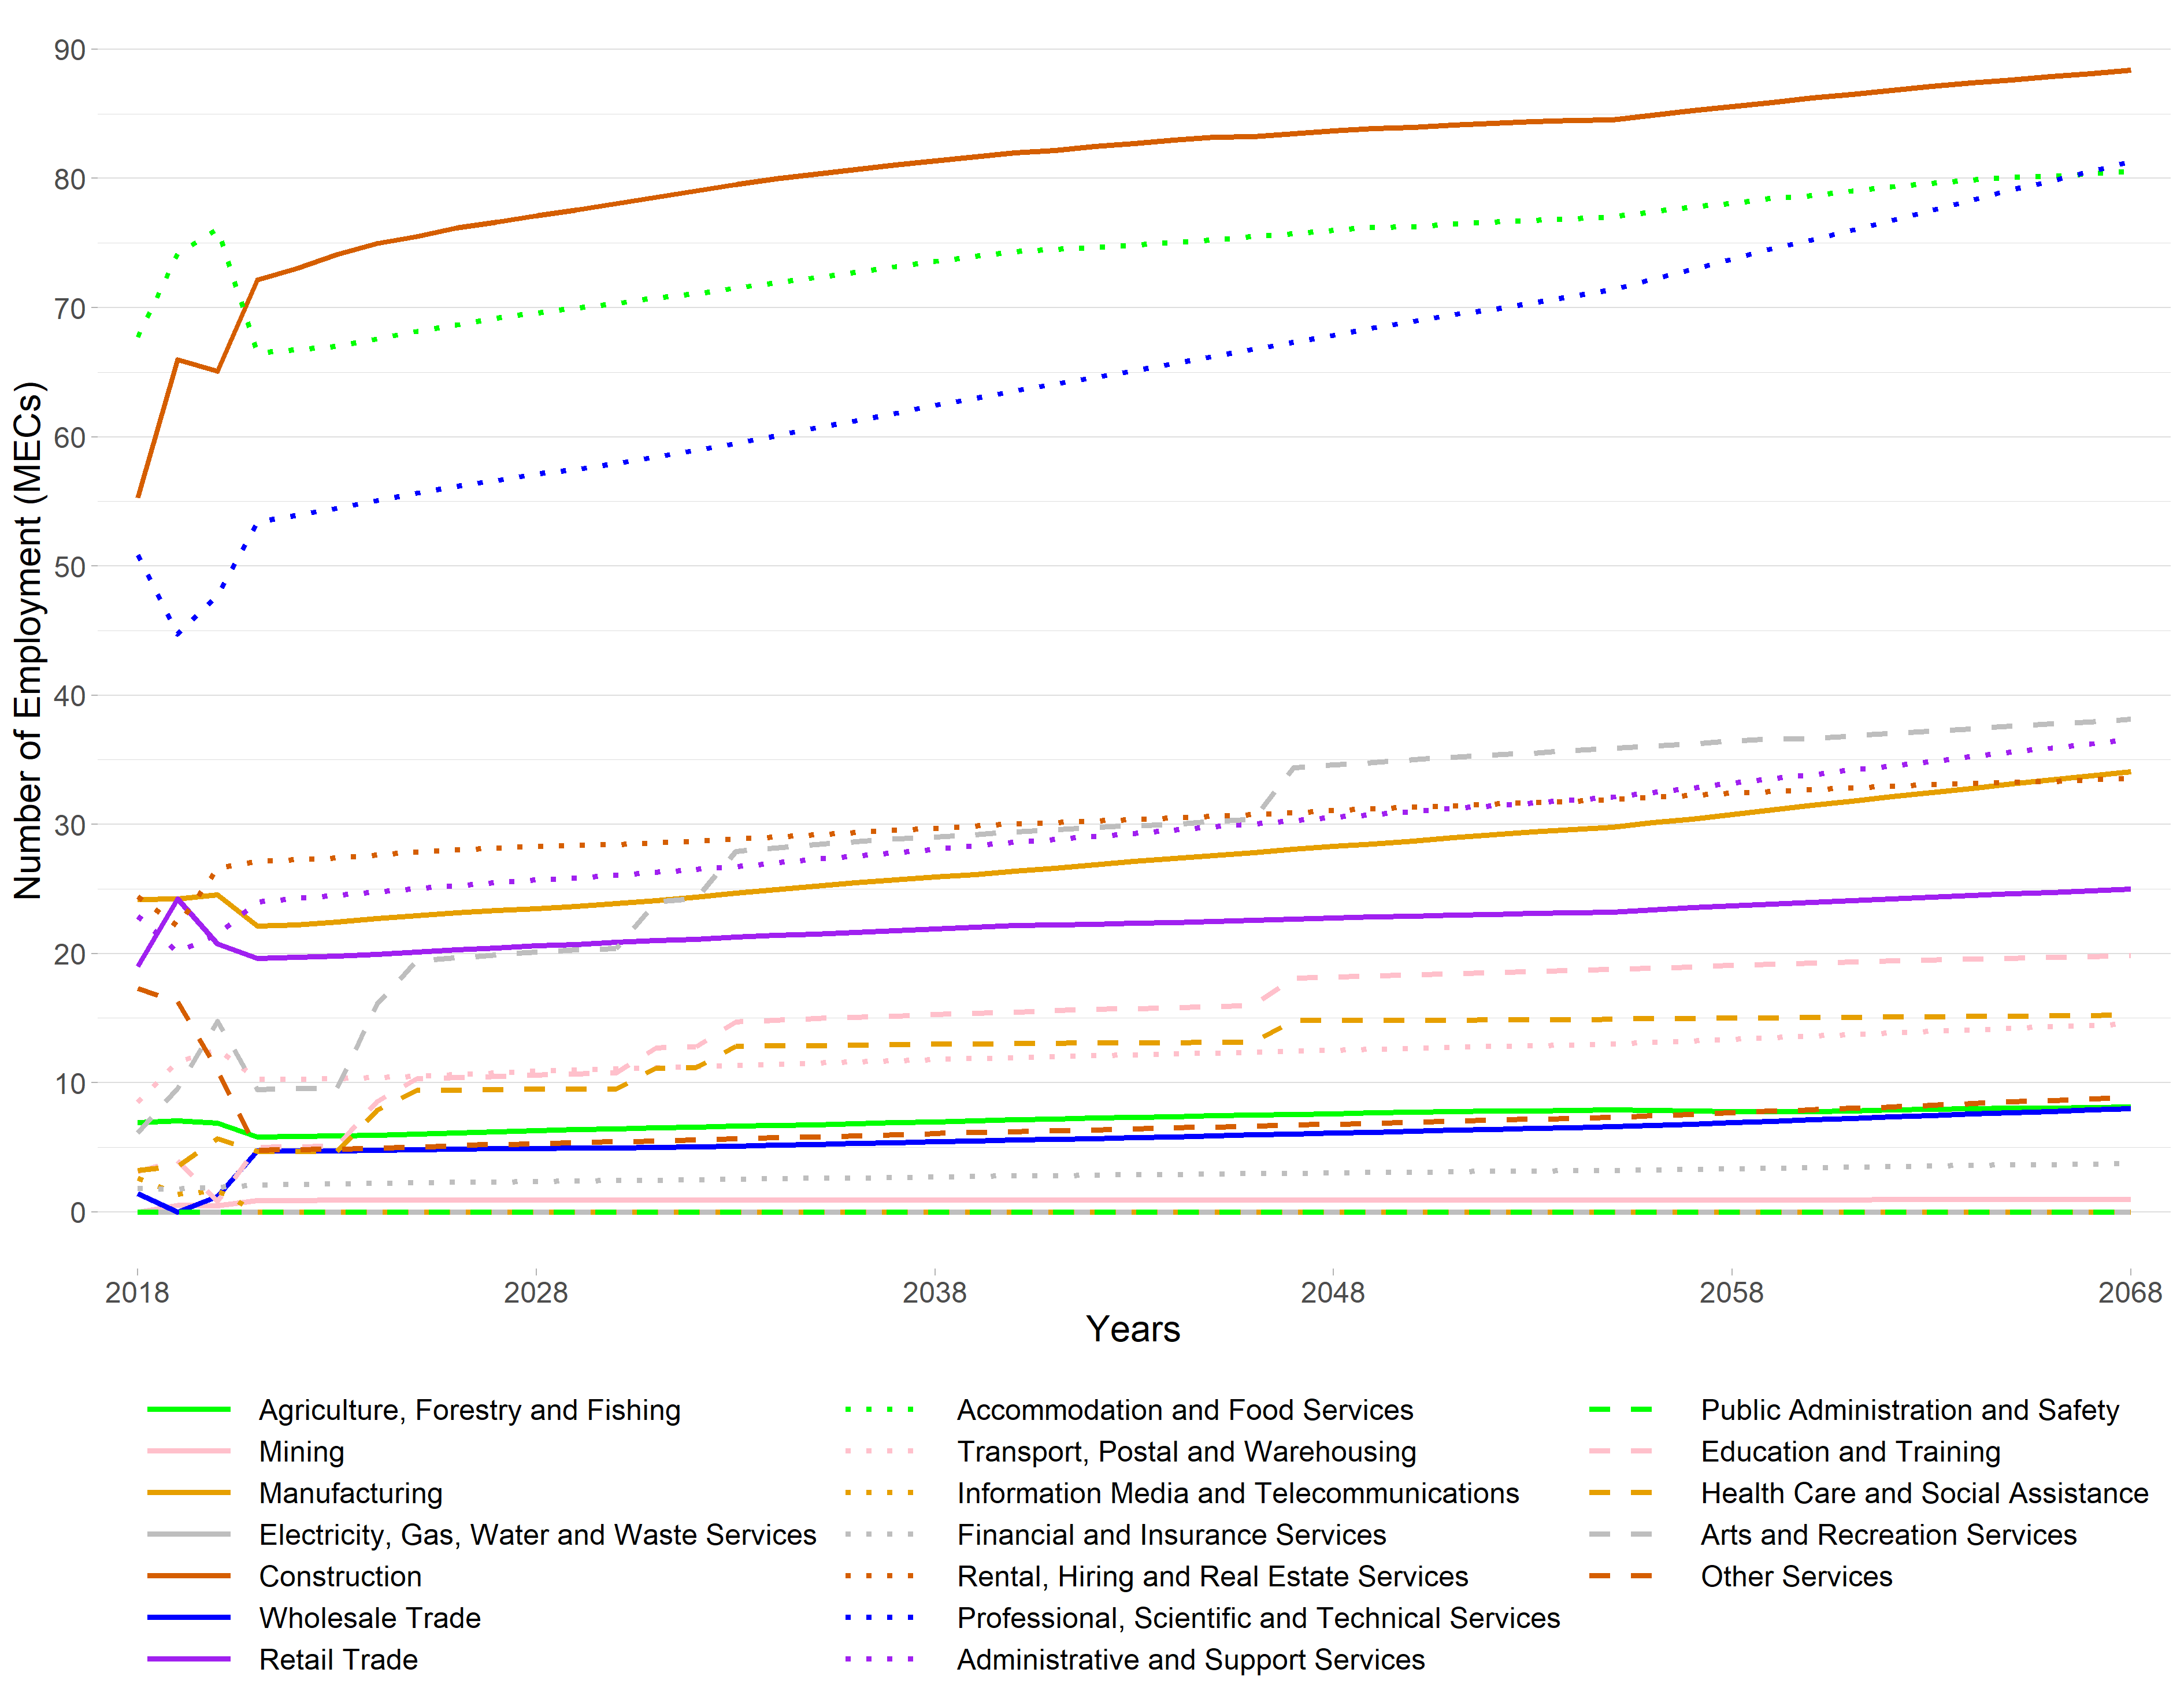 90
80
70
60
50
40
30
20
10
0
Number of Employment (MECs)
2018 2028 2038 2048 2058 2068
Years
Agriculture, Forestry and Fishing
Mining
Manufacturing
Electricity, Gas, Water and Waste Services
Construction
Wholesale Trade
Retail Trade
Accommodation and Food Services
Transport, Postal and Warehousing
Information Media and Telecommunications
Financial and Insurance Services
Rental, Hiring and Real Estate Services
Professional, Scientific and Technical Services
Administrative and Support Services
Public Administration and Safety
Education and Training
Health Care and Social Assistance
Arts and Recreation Services
Other Services